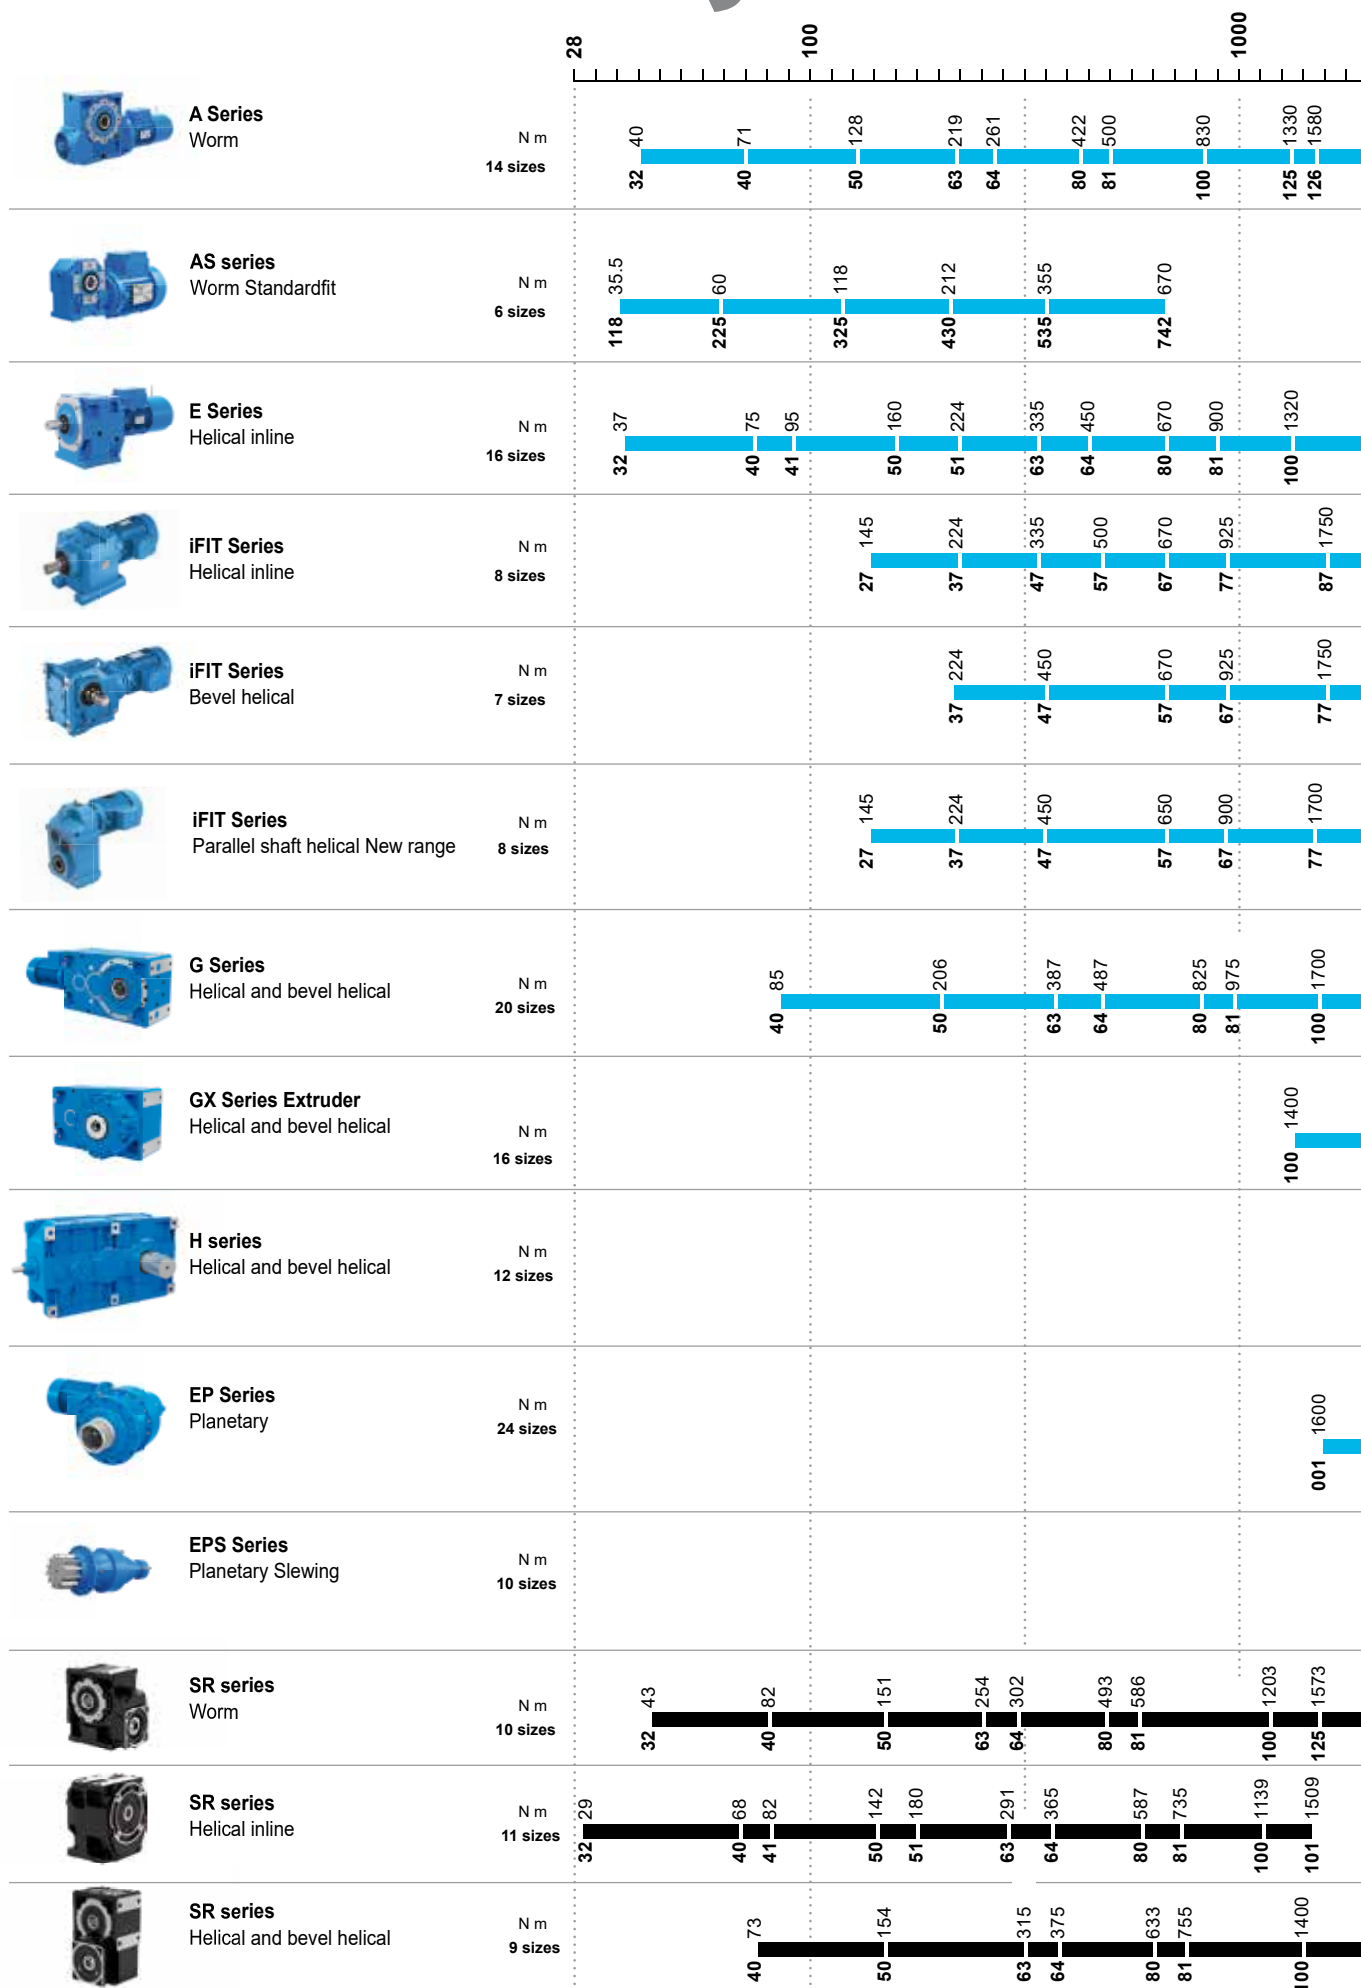 28 100 1000
A Series
Worm
N m
14 sizes
40 71 128 219 261 422 500 830 1330 1580
32 40 50 63 64 80 81 100 125 126
AS series
Worm Standardfit
N m
6 sizes
35.5 60 118 212 355 670
118 225 325 430 535 742
E Series
Helical inline
N m
16 sizes
37 75 95 160 224 335 450 670 900 1320
32 40 41 50 51 63 64 80 81 100
iFIT Series
Helical inline
N m
8 sizes
145 224 335 500 670 925 1750
27 37 47 57 67 77 87
iFIT Series
Bevel helical
N m
7 sizes
224 450 670 925 1750
37 47 57 67 77
iFIT Series
Parallel shaft helical New range
N m
8 sizes
145 224 450 650 900 1700
27 37 47 57 67 77
G Series
Helical and bevel helical
N m
20 sizes
85 206 387 487 825 975 1700
40 50 63 64 80 81 100
GX Series Extruder
Helical and bevel helical
N m
16 sizes
1400
100
H series
Helical and bevel helical
N m
12 sizes
EP Series
Planetary
N m
24 sizes
1600
001
EPS Series
Planetary Slewing
N m
10 sizes
SR series
Worm
N m
10 sizes
43 82 151 254 302 493 586 1203 1573
32 40 50 63 64 80 81 100 125
SR series
Helical inline
N m
11 sizes
29 68 82 142 180 291 365 587 735 1139 1509
32 40 41 50 51 63 64 80 81 100 101
SR series
Helical and bevel helical
N m
9 sizes
73 154 315 375 633 755 1400
40 50 63 64 80 81 100